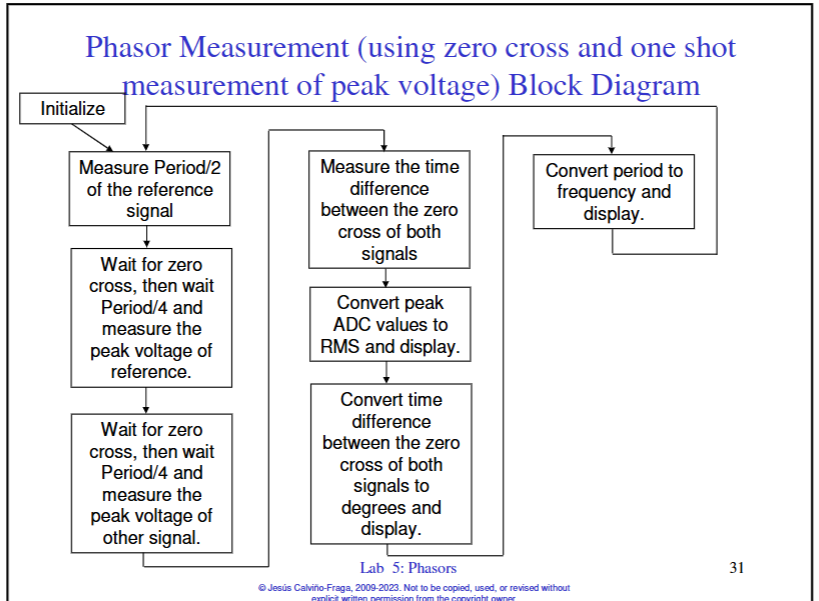 Phasor Measurement (using zero cross and one shot
measurement of peak voltage) Block Diagram
Initialize
Measure Period/2
of the reference
signal
Wait for zero
cross, then wait
Period/4 and
measure the
peak voltage of
reference.
Wait for zero
cross, then wait
Period/4 and
measure the
peak voltage of
other signal.
Measure the time
difference
between the zero
cross of both
signals
Convert peak
ADC values to
RMS and display.
Convert time
difference
between the zero
cross of both
signals to
degrees and
display.
Convert period to
frequency and
display.
Lab 5: Phasors
31
© Jesús Calviño-Fraga, 2009-2023. Not to be copied, used, or revised without
explicit written permission from the copyright owner